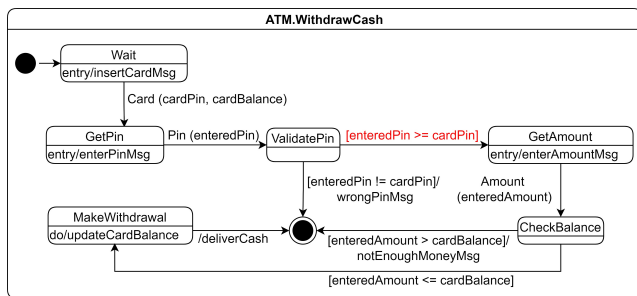 ATM.WithdrawCash
Wait
entry/insertCardMsg
Card (cardPin, cardBalance)
GetPin
entry/enterPinMsg
Pin (enteredPin)
ValidatePin
[enteredPin >= cardPin]
GetAmount
entry/enterAmountMsg
[enteredPin != cardPin]/
wrongPinMsg
Amount
(enteredAmount)
MakeWithdrawal
do/updateCardBalance
/deliverCash
[enteredAmount > cardBalance]/
notEnoughMoneyMsg
CheckBalance
[enteredAmount <= cardBalance]